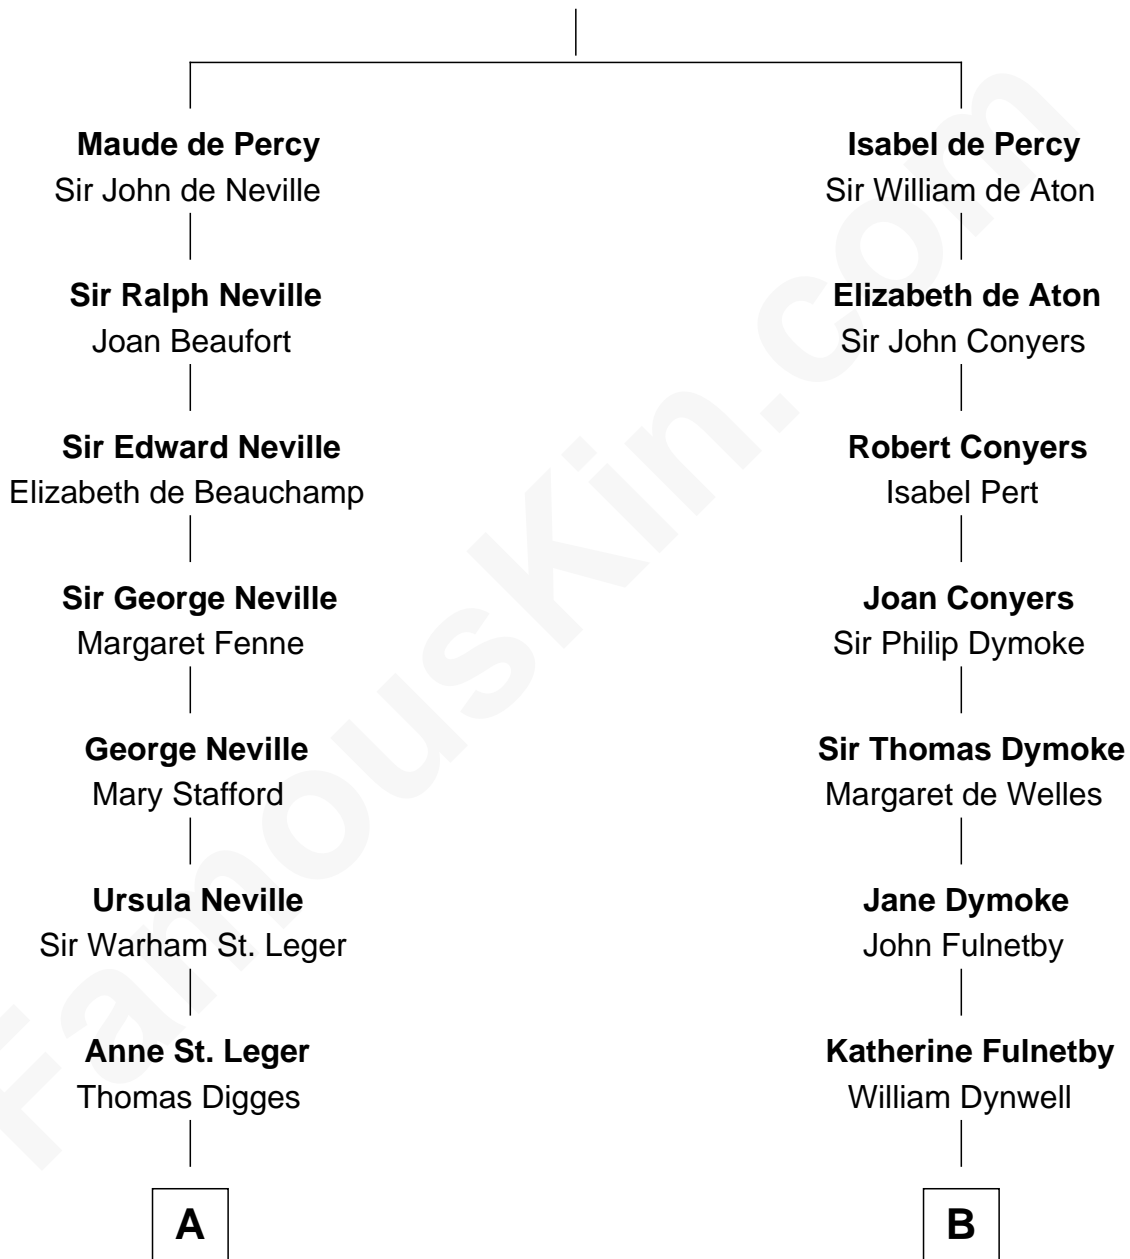 Maude de Percy
Sir John de Neville
Isabel de Percy
Sir William de Aton
Sir Ralph Neville
Joan Beaufort
Elizabeth de Aton
Sir John Conyers
Sir Edward Neville
Elizabeth de Beauchamp
Robert Conyers
Isabel Pert
Sir George Neville
Margaret Fenne
Joan Conyers
Sir Philip Dymoke
George Neville
Mary Stafford
Sir Thomas Dymoke
Margaret de Welles
Ursula Neville
Sir Warham St. Leger
Jane Dymoke
John Fulnetby
Anne St. Leger
Thomas Digges
Katherine Fulnetby
William Dynwell
A
B
FamousKin.com